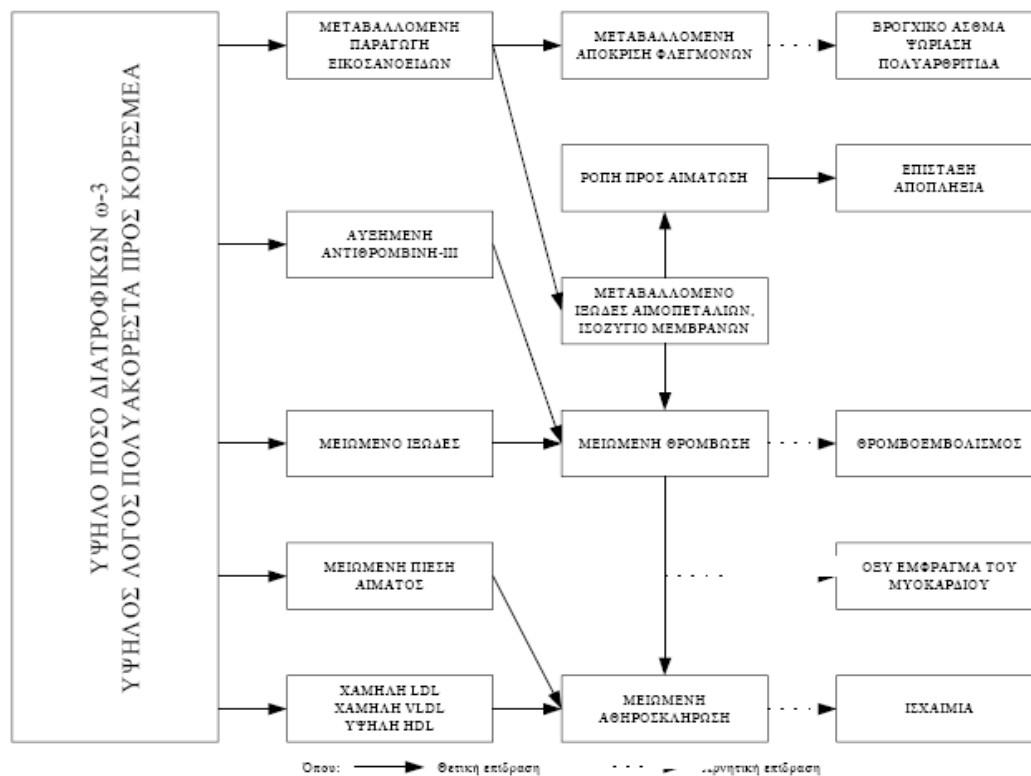 ΥΨΗΛΟ ΠΟΣΟ ΔΙΑΤΡΟΦΙΚΩΝ ω-3
ΥΨΗΛΟΣ ΛΟΓΟΣ ΠΟΛΥΑΚΟΡΕΣΤΑ ΠΡΟΣ ΚΟΡΕΣΜΕΑ
ΜΕΤΑΒΑΛΛΟΜΕΝΗ
ΠΑΡΑΓΩΓΗ
ΕΙΚΟΣΑΝΟΕΙΔΩΝ
ΜΕΤΑΒΑΛΛΟΜΕΝΗ
ΑΠΟΚΡΙΣΗ ΦΛΕΓΜΟΝΩΝ
ΒΡΟΓΧΙΚΟ ΑΣΘΜΑ
ΨΩΡΙΑΣΗ
ΠΟΛΥΑΡΘΡΙΤΙΔΑ
ΡΟΠΗ ΠΡΟΣ ΑΙΜΑΤΩΣΗ
ΕΠΙΣΤΑΞΗ
ΑΠΟΠΛΗΞΙΑ
ΑΥΞΗΜΕΝΗ
ΑΝΤΙΘΡΟΜΒΙΝΗ-ΙΙΙ
ΜΕΤΑΒΑΛΛΟΜΕΝΟ
ΙΞΩΔΕΣ ΑΙΜΟΠΕΤΑΛΙΩΝ,
ΙΣΟΖΥΓΙΟ ΜΕΜΒΡΑΝΩΝ
ΜΕΙΩΜΕΝΟ ΙΞΩΔΕΣ
ΜΕΙΩΜΕΝΗ ΘΡΟΜΒΩΣΗ
ΘΡΟΜΒΟΕΜΒΟΛΙΣΜΟΣ
ΜΕΙΩΜΕΝΗ ΠΙΕΣΗ
ΑΙΜΑΤΟΣ
ΟΞΥ ΕΜΦΡΑΓΜΑ ΤΟΥ
ΜΥΟΚΑΡΔΙΟΥ
ΧΑΜΗΛΗ LDL
ΧΑΜΗΛΗ VLDL
ΥΨΗΛΗ HDL
ΜΕΙΩΜΕΝΗ
ΑΘΗΡΟΣΚΛΗΡΩΣΗ
ΙΣΧΑΙΜΙΑ
Όπου: Θετική επίδραση Αρνητική επίδραση